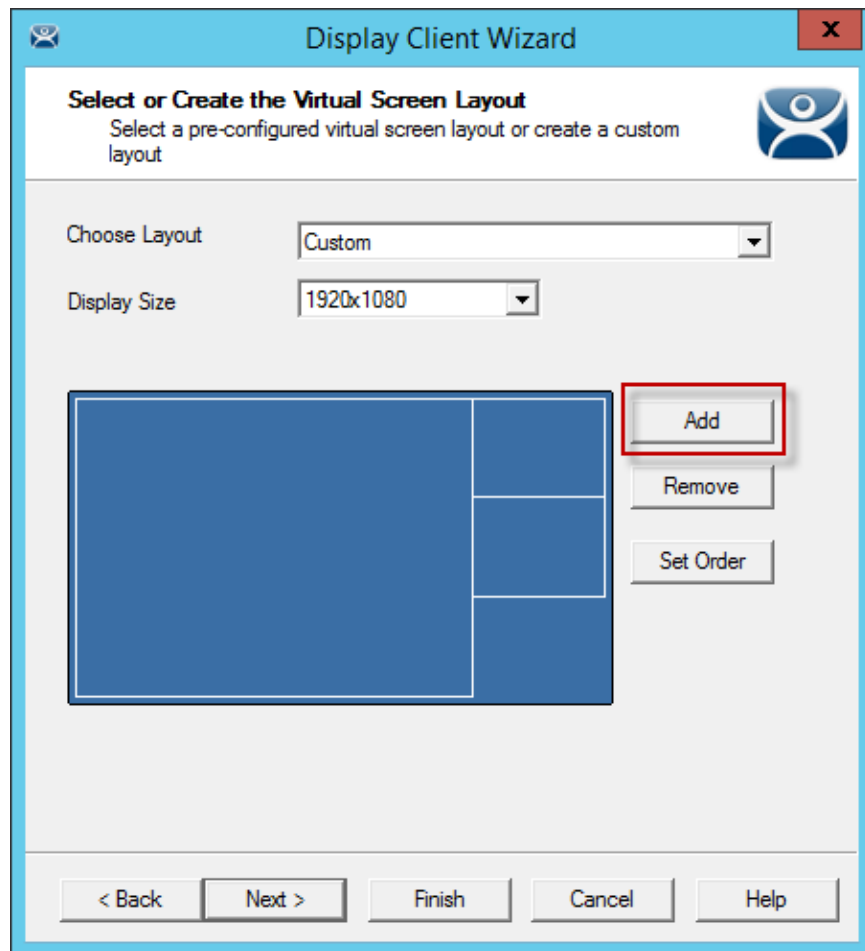 Display Client Wizard
x
Select or Create the Virtual Screen Layout
Select a pre-configured virtual screen layout or create a custom
layout
Choose Layout
Custom
Display Size
1920x1080
Add
Remove
Set Order
< Back
Next >
Finish
Cancel
Help